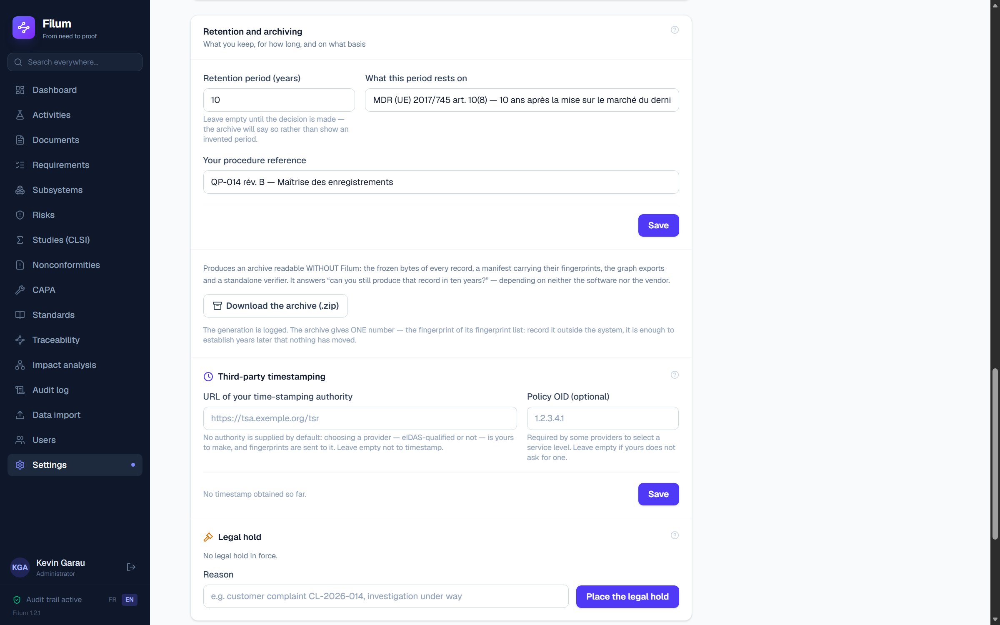 Filum
From need to proof
Search everywhere...
Dashboard
Activities
Documents
Requirements
Subsystems
Risks
Studies (CLSI)
Nonconformities
CAPA
Standards
Traceability
Impact analysis
Audit log
Data import
Users
Settings
KGA
Kevin Garau
Administrator
Audit trail active
FR
EN
Filum 1.2.1
Retention and archiving
What you keep, for how long, and on what basis
Retention period (years)
10
Leave empty until the decision is made —
the archive will say so rather than show an
invented period.
What this period rests on
MDR (UE) 2017/745 art. 10(8) — 10 ans après la mise sur le marché du derni
Your procedure reference
QP-014 rév. B — Maîtrise des enregistrements
Save
Produces an archive readable WITHOUT Filum: the frozen bytes of every record, a manifest carrying their fingerprints, the graph exports
and a standalone verifier. It answers “can you still produce that record in ten years?” — depending on neither the software nor the vendor.
Download the archive (.zip)
The generation is logged. The archive gives ONE number — the fingerprint of its fingerprint list: record it outside the system, it is enough to
establish years later that nothing has moved.
Third-party timestamping
URL of your time-stamping authority
https://tsa.exemple.org/tsr
No authority is supplied by default: choosing a provider — eIDAS-qualified or not — is yours
to make, and fingerprints are sent to it. Leave empty not to timestamp.
Policy OID (optional)
1.2.3.4.1
Required by some providers to select a
service level. Leave empty if yours does not
ask for one.
No timestamp obtained so far.
Save
Legal hold
No legal hold in force.
Reason
e.g. customer complaint CL-2026-014, investigation under way
Place the legal hold